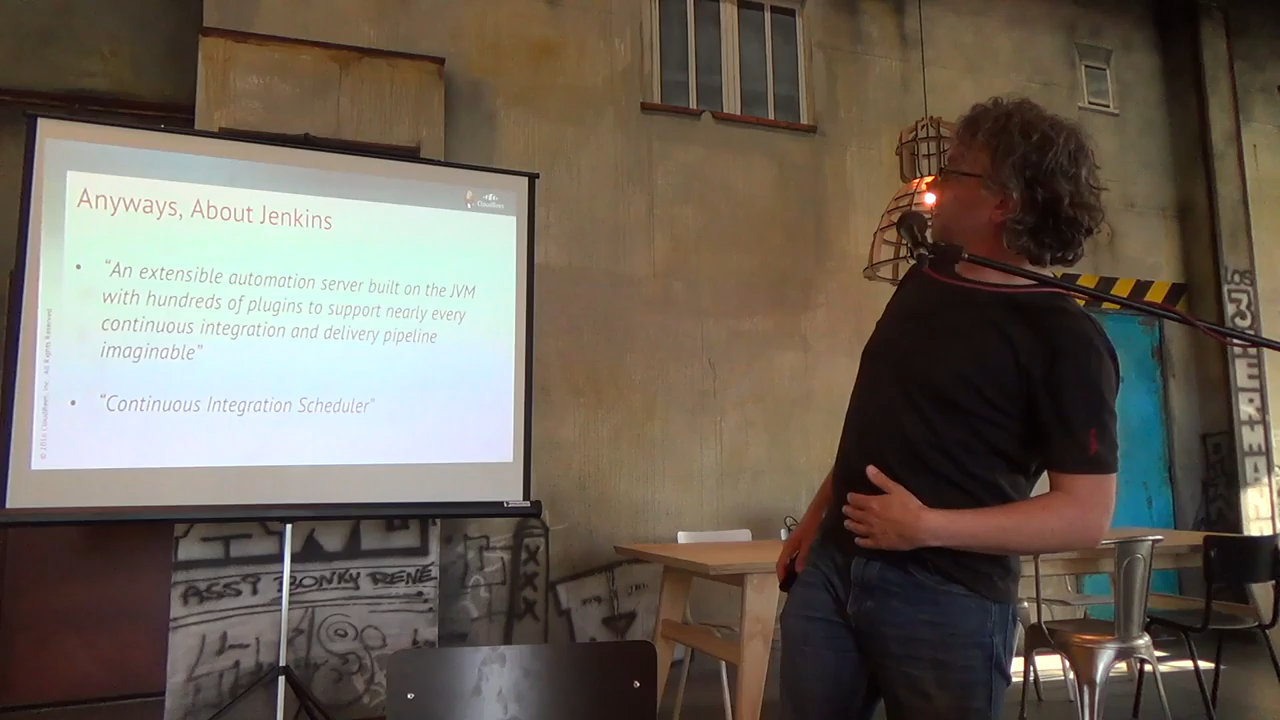 Anyways, About Jenkins
CloudBees
• “An extensible automation server built on the JVM
with hundreds of plugins to support nearly every
continuous integration and delivery pipeline
imaginable”
• “Continuous Integration Scheduler”
© 2016 CloudBees, Inc. All Rights Reserved
BONKY RENÉ
XXX